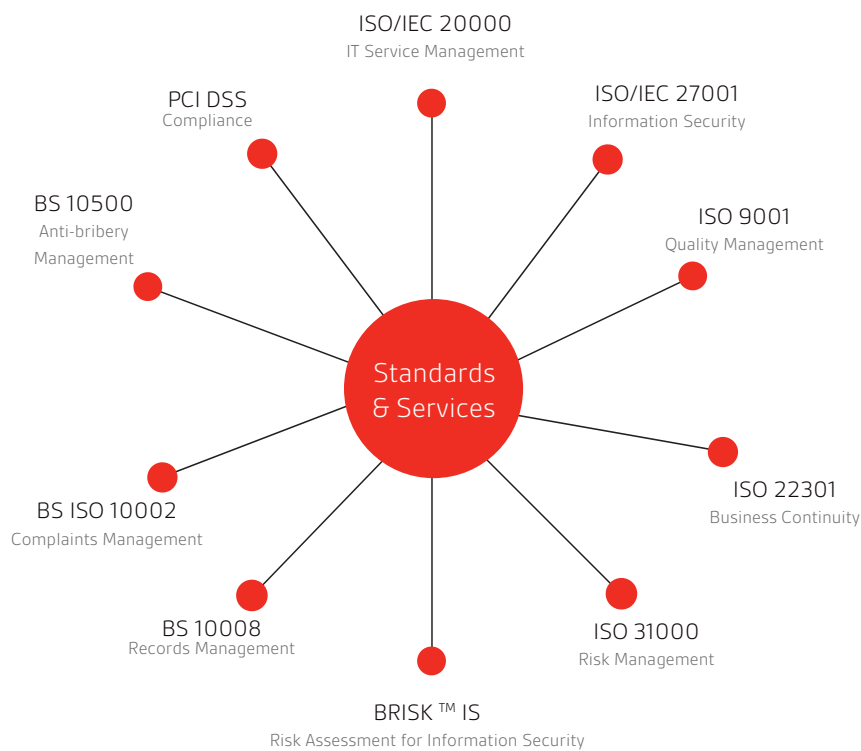 ISO/IEC 20000
IT Service Management
PCI DSS
Compliance
ISO/IEC 27001
Information Security
BS 10500
Anti-bribery
Management
ISO 9001
Quality Management
Standards
& Services
BS ISO 10002
Complaints Management
ISO 22301
Business Continuity
BS 10008
Records Management
ISO 31000
Risk Management
BRISK ™ IS
Risk Assessment for Information Security